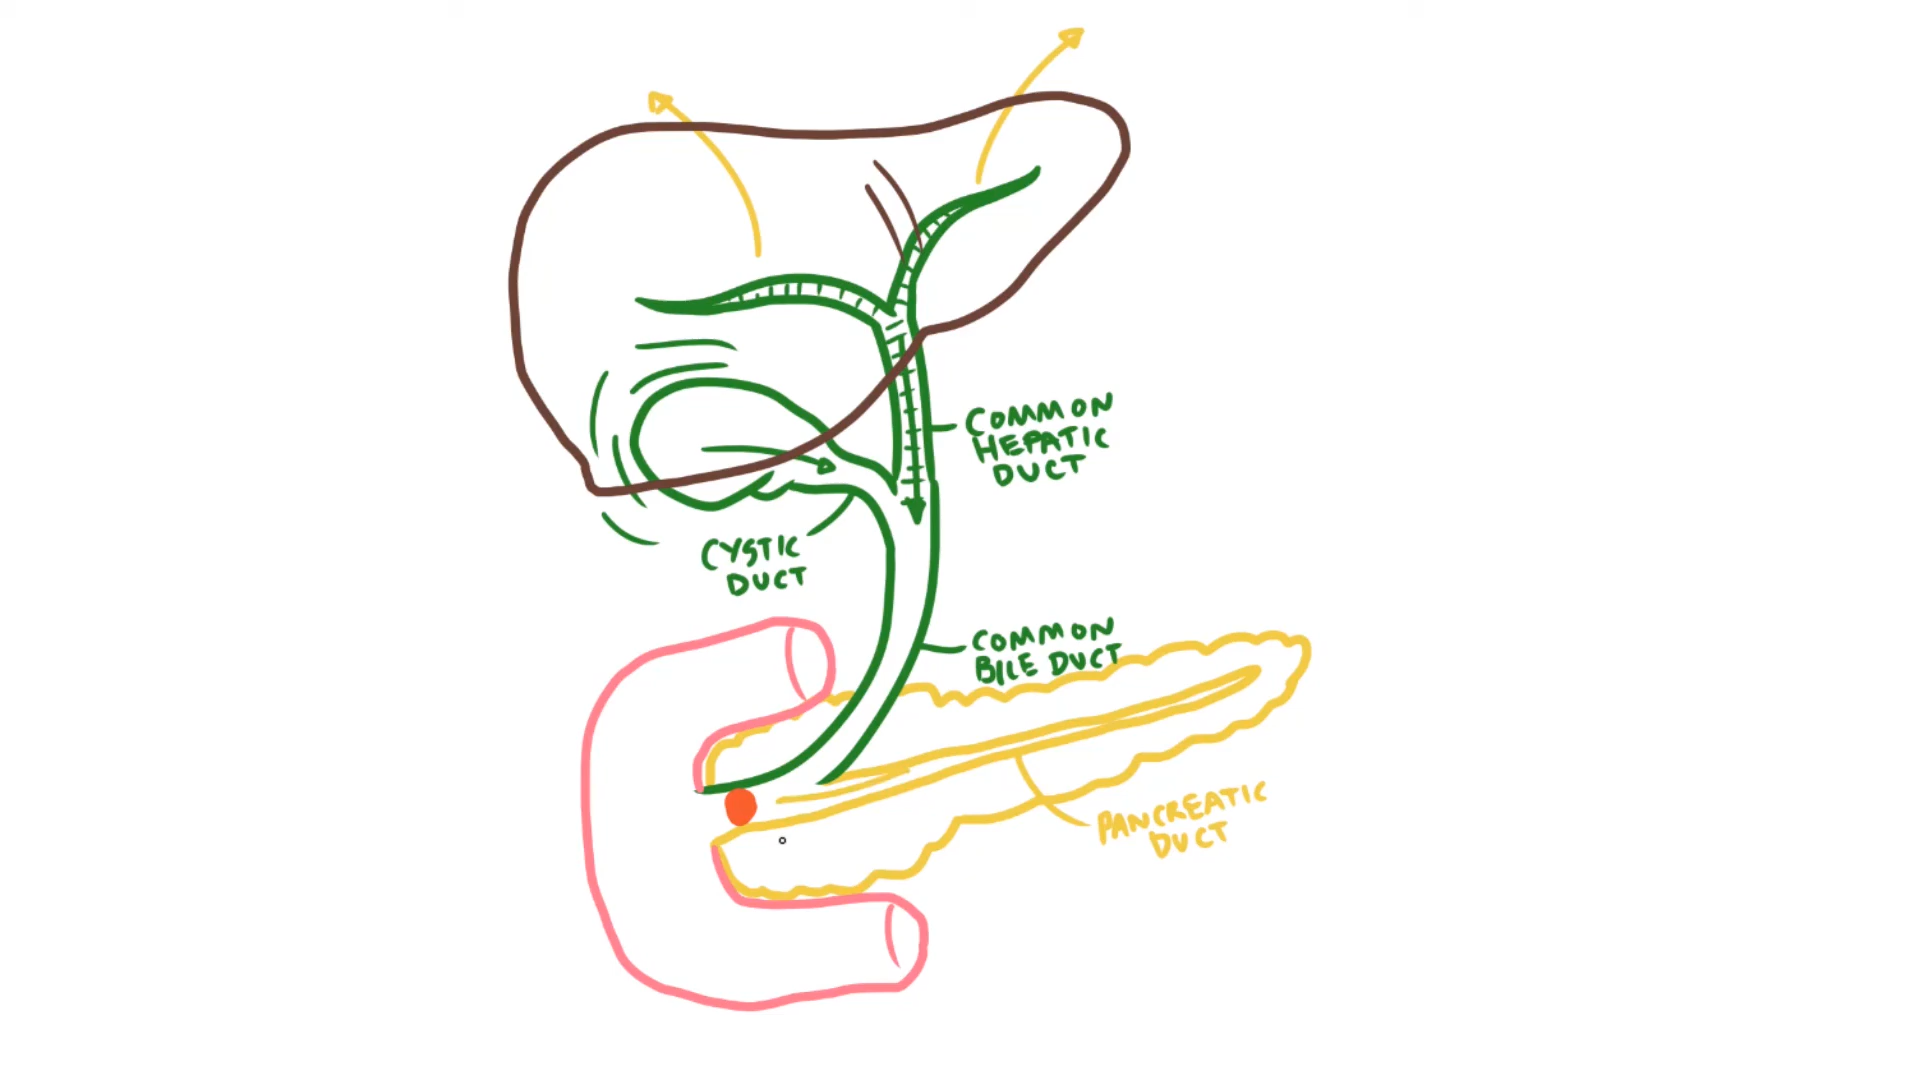 COMMON
HEPATIC
DUCT
CYSTIC
DUCT
COMMON
BILE DUCT
PANCREATIC
DUCT